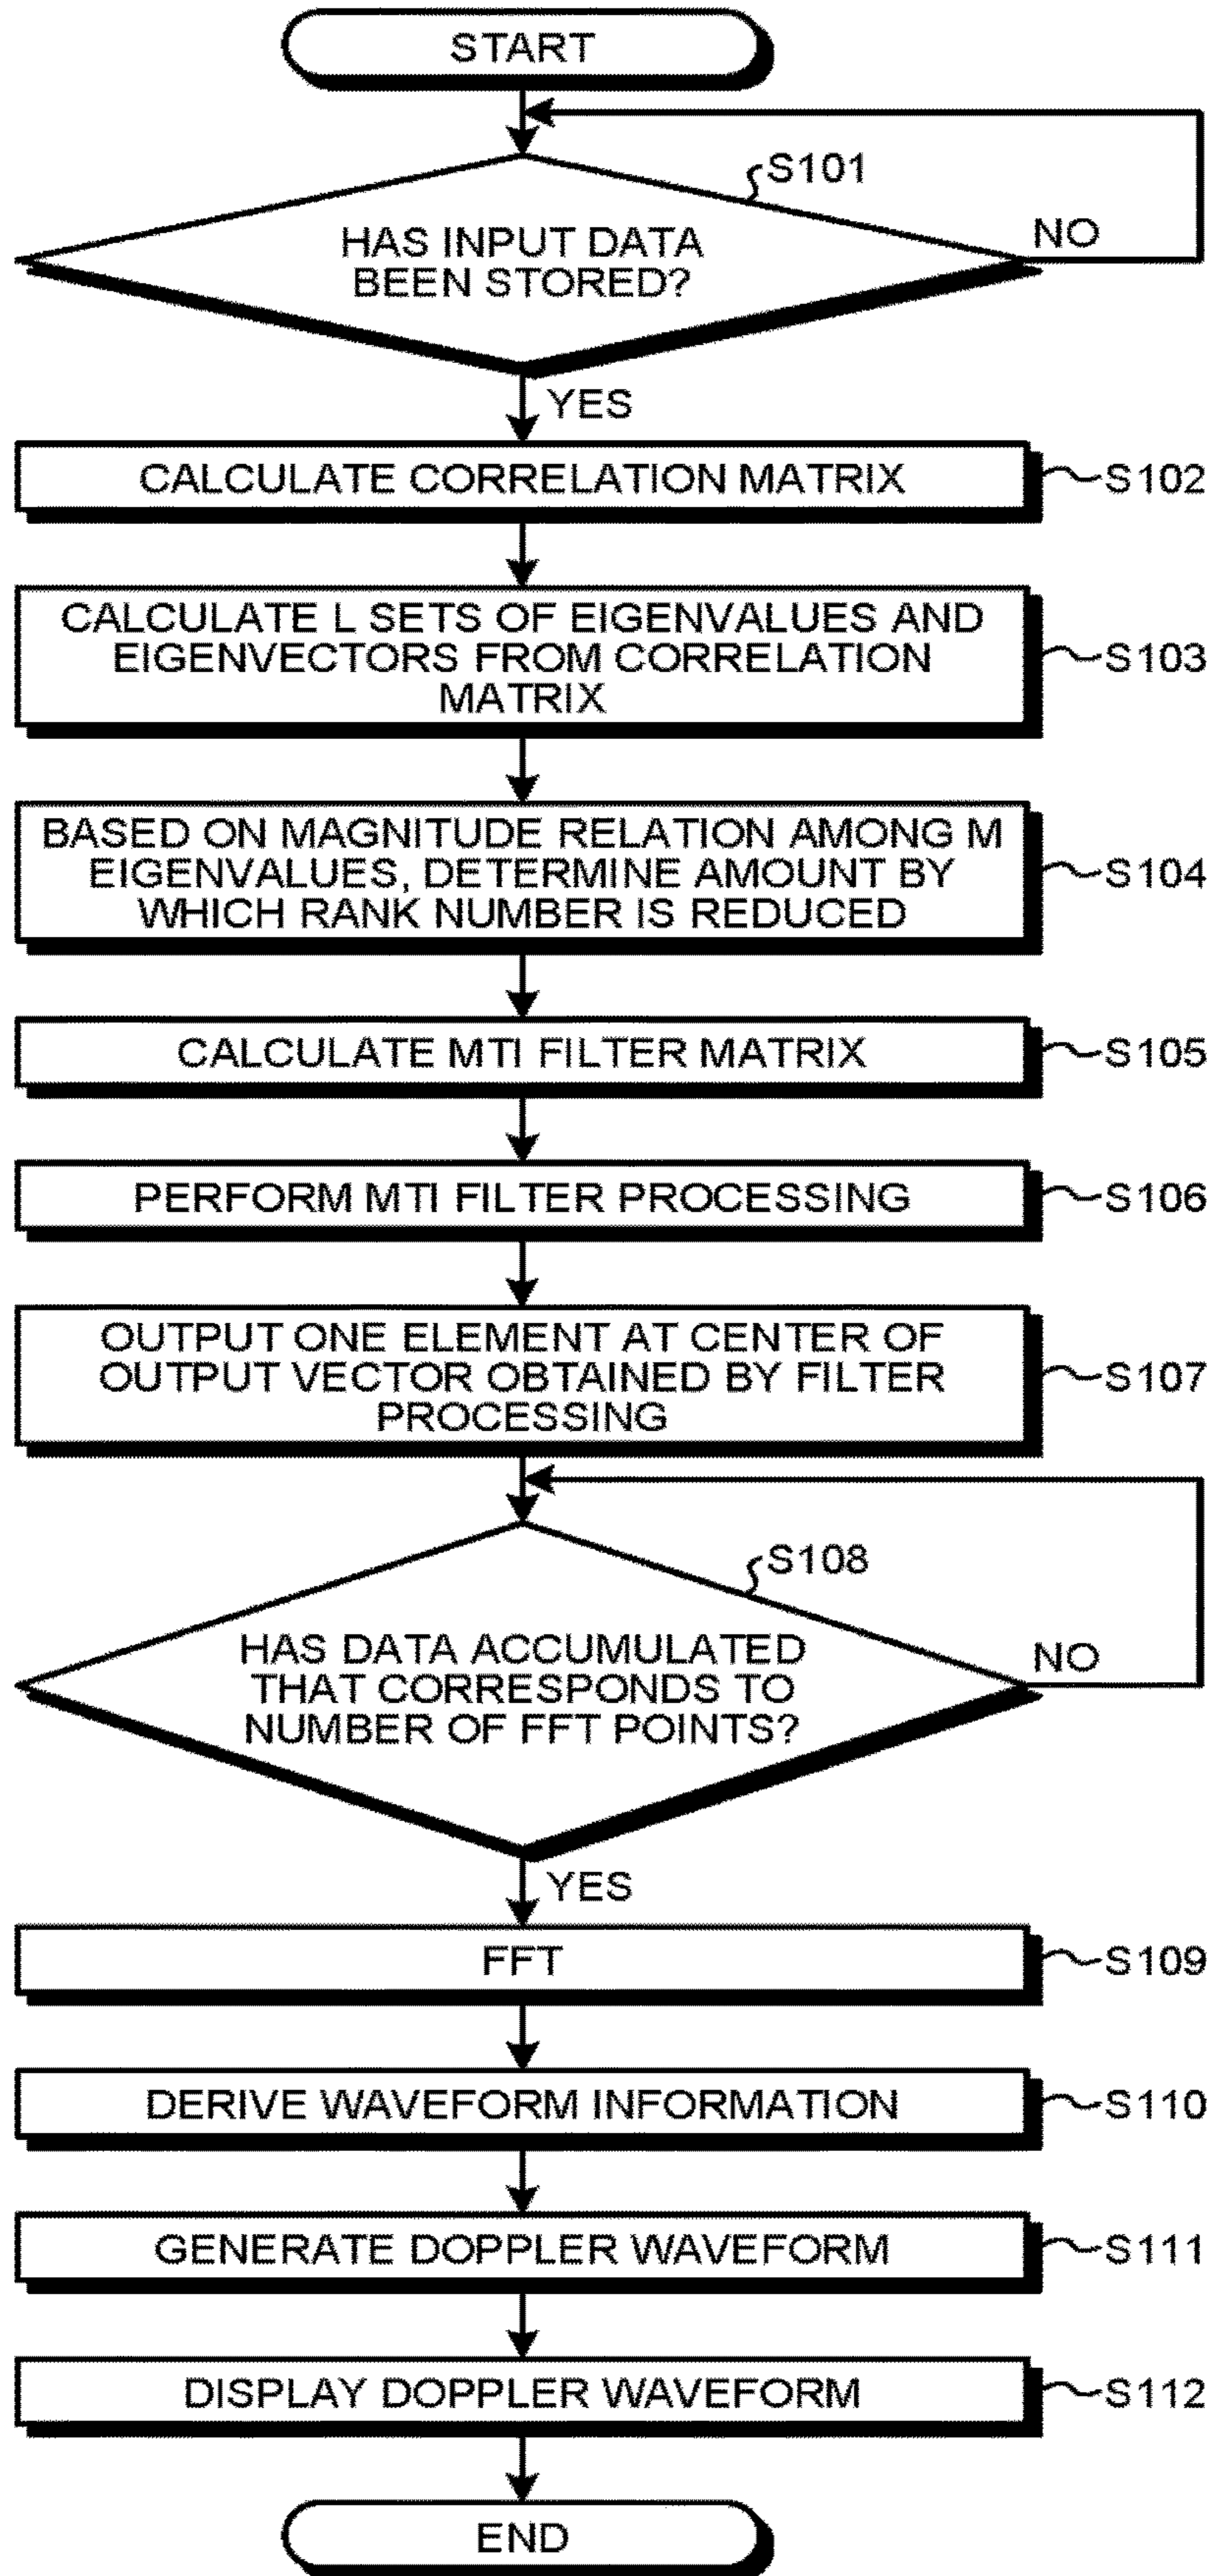 START
S101
HAS INPUT DATA
BEEN STORED?
NO
YES
CALCULATE CORRELATION MATRIX
S102
CALCULATE L SETS OF EIGENVALUES AND
EIGENVECTORS FROM CORRELATION
MATRIX
S103
BASED ON MAGNITUDE RELATION AMONG M
EIGENVALUES, DETERMINE AMOUNT BY
WHICH RANK NUMBER IS REDUCED
S104
CALCULATE MTI FILTER MATRIX
S105
PERFORM MTI FILTER PROCESSING
S106
OUTPUT ONE ELEMENT AT CENTER OF
OUTPUT VECTOR OBTAINED BY FILTER
PROCESSING
S107
S108
HAS DATA ACCUMULATED
THAT CORRESPONDS TO
NUMBER OF FFT POINTS?
NO
YES
FFT
S109
DERIVE WAVEFORM INFORMATION
S110
GENERATE DOPPLER WAVEFORM
S111
DISPLAY DOPPLER WAVEFORM
S112
END